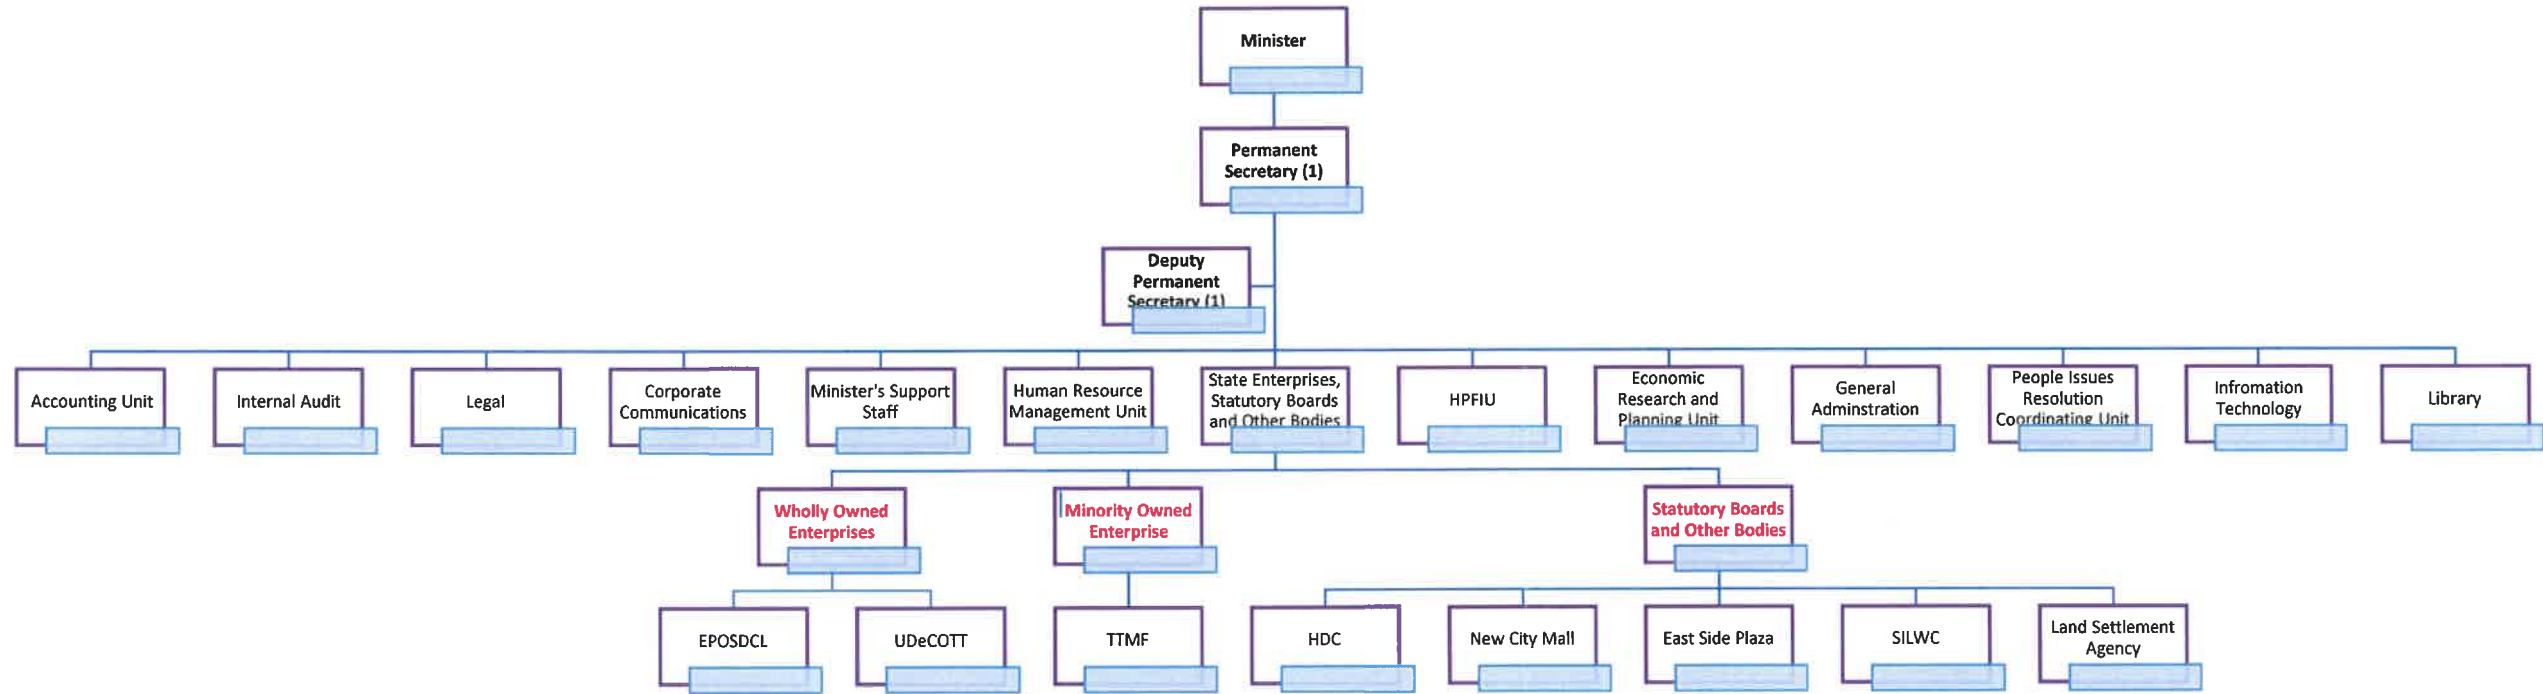 Minister
Permanent
Secretary (1)
Deputy
Permanent
Secretary (1)
Accounting Unit
Internal Audit
Legal
Corporate
Communications
Minister's Support
Staff
Human Resource
Management Unit
State Enterprises,
Statutory Boards
and Other Bodies
HPFIU
Economic
Research and
Planning Unit
General
Adminstration
People Issues
Resolution
Coordinating Unit
Infromation
Technology
Library
Wholly Owned
Enterprises
Minority Owned
Enterprise
Statutory Boards
and Other Bodies
EPOSDCL
UDeCOTT
TTMF
HDC
New City Mall
East Side Plaza
SILWC
Land Settlement
Agency